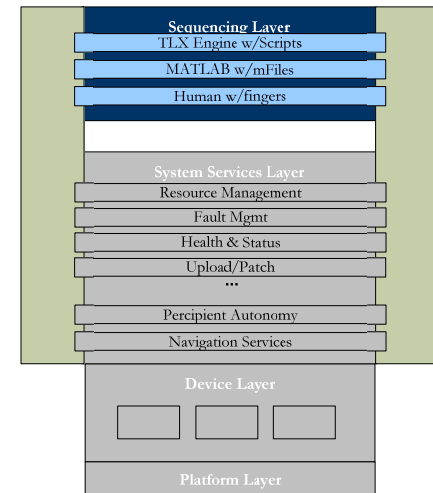 Sequencing Layer
TLX Engine w/Scripts
MATLAB w/mFiles
Human w/fingers
System Services Layer
Resource Management
Fault Mgmt
Health & Status
Upload/Patch
...
Percipient Autonomy
Navigation Services
Device Layer
Platform Layer